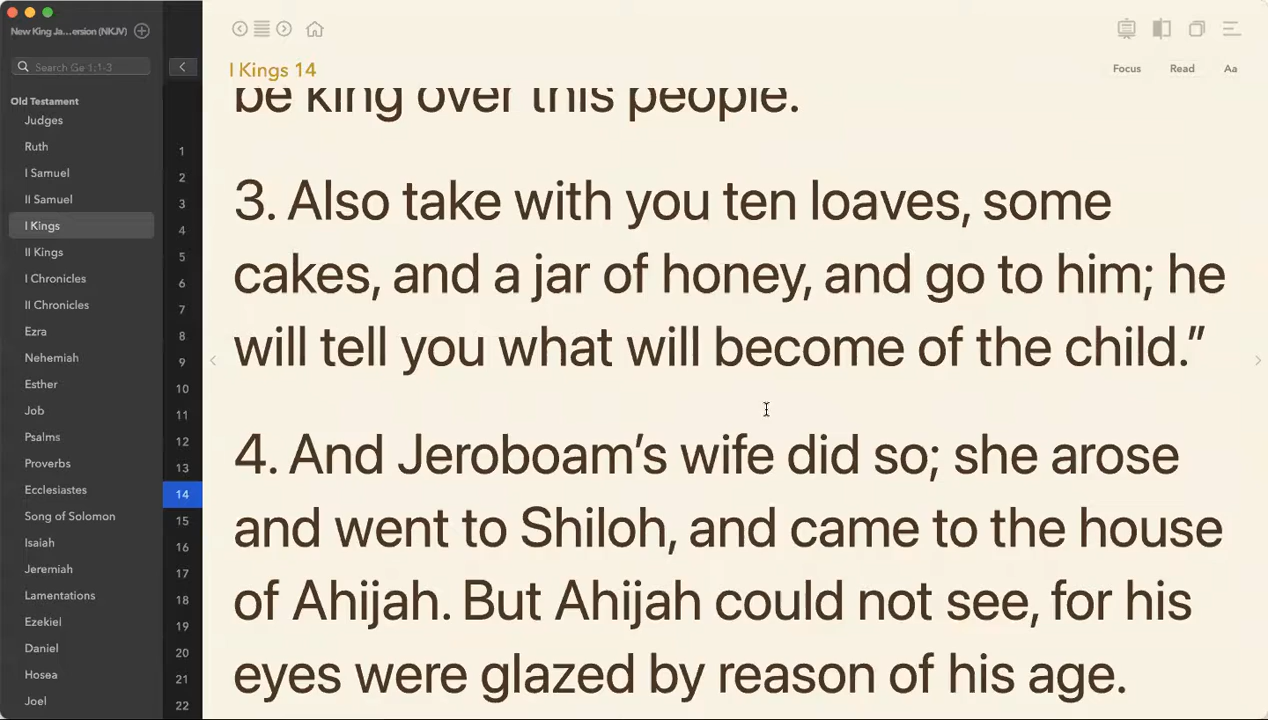 New King Ja...ersion (NKJV)
Search Ge 1:1-3
Old Testament
Judges
Ruth
I Samuel
II Samuel
I Kings
II Kings
I Chronicles
II Chronicles
Ezra
Nehemiah
Esther
Job
Psalms
Proverbs
Ecclesiastes
Song of Solomon
Isaiah
Jeremiah
Lamentations
Ezekiel
Daniel
Hosea
Joel
1
2
3
4
5
6
7
8
9
10
11
12
13
14
15
16
17
18
19
20
21
22
I Kings 14
Focus
Read
Aa
be king over this people.
3. Also take with you ten loaves, some
cakes, and a jar of honey, and go to him; he
will tell you what will become of the child.”
4. And Jeroboam’s wife did so; she arose
and went to Shiloh, and came to the house
of Ahijah. But Ahijah could not see, for his
eyes were glazed by reason of his age.